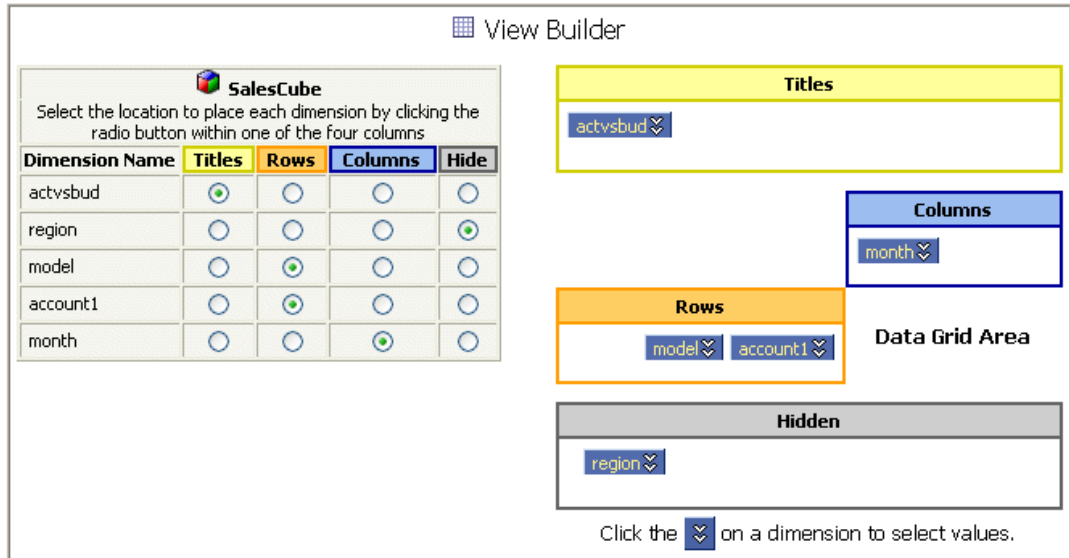 View Builder
SalesCube
Select the location to place each dimension by clicking the
radio button within one of the four columns
Dimension Name Titles Rows Columns Hide
actvsbud
region
model
account1
month
Titles
actvsbud
Columns
month
Rows
model account1
Data Grid Area
Hidden
region
Click the on a dimension to select values.